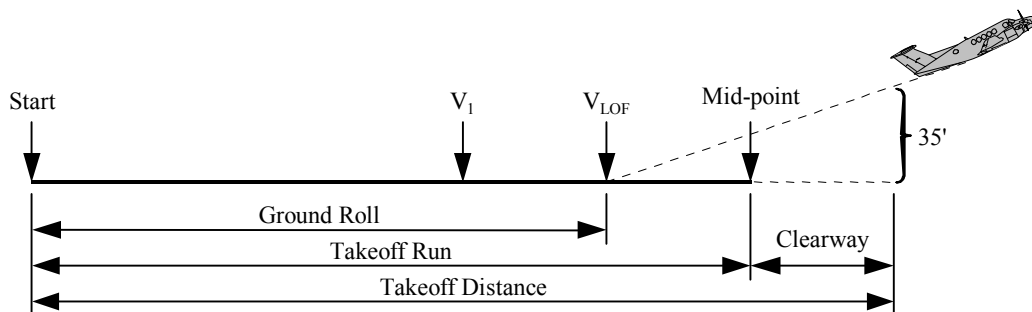 Start
V1
VLOF
Mid-point
35'
Ground Roll
Takeoff Run
Clearway
Takeoff Distance